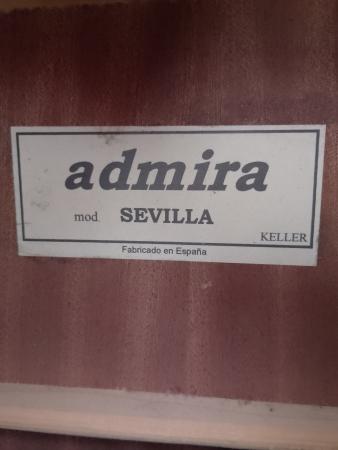 admira
mod. SEVILLA
KELLER
Fabricado en España